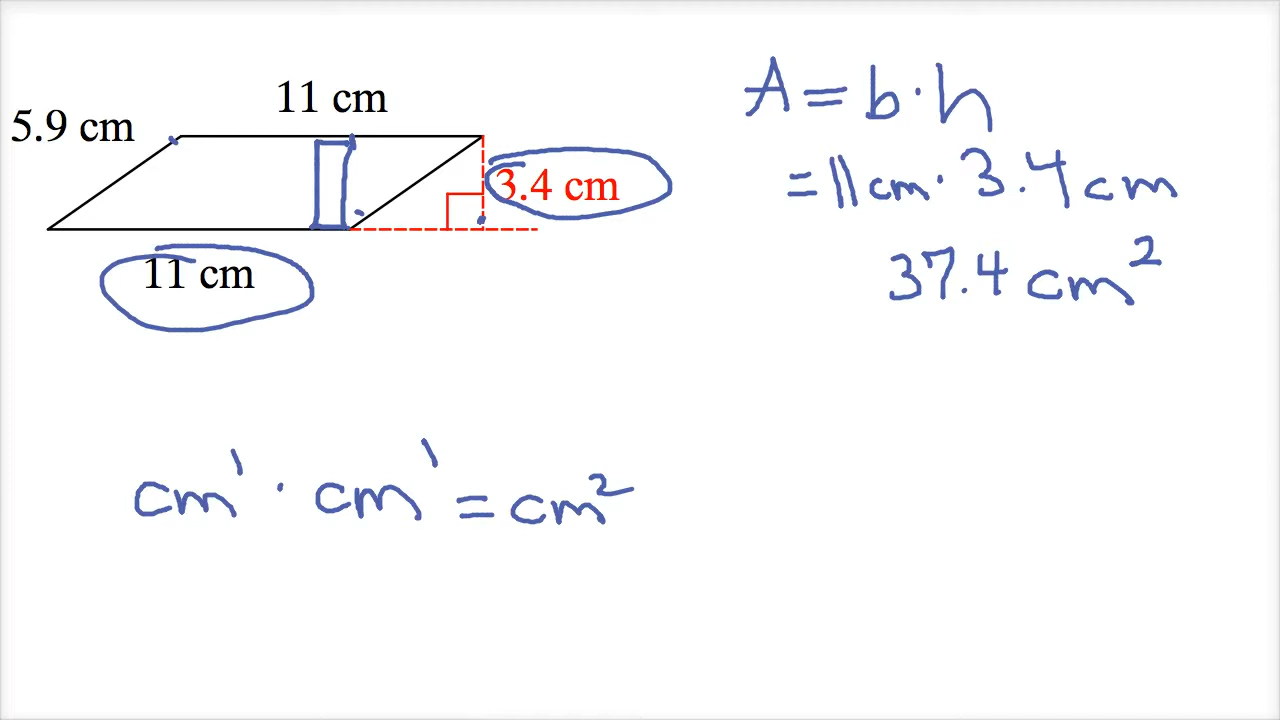 11 cm
5.9 cm
3.4 cm
11 cm
A = b · h
= 11 cm · 3.4 cm
37.4 cm²
cm¹ · cm¹ = cm²